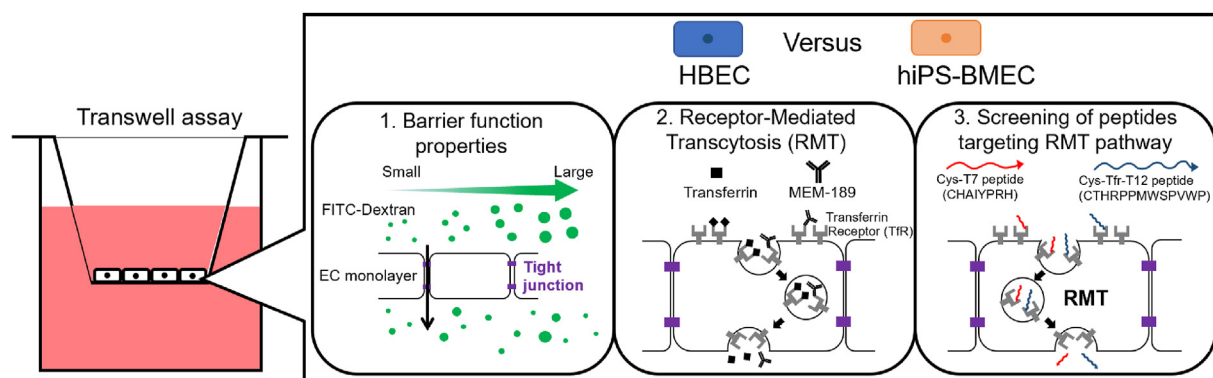 Versus
HBEC
hiPS-BMEC
Transwell assay
1. Barrier function
properties
Small
Large
FITC-Dextran
EC monolayer
Tight
junction
2. Receptor-Mediated
Transcytosis (RMT)
Transferrin
MEM-189
Transferrin
Receptor (TfR)
3. Screening of peptides
targeting RMT pathway
Cys-T7 peptide
(CHAIYPRH)
Cys-Tfr-T12 peptide
(CTHRPPMWSPVWP)
RMT